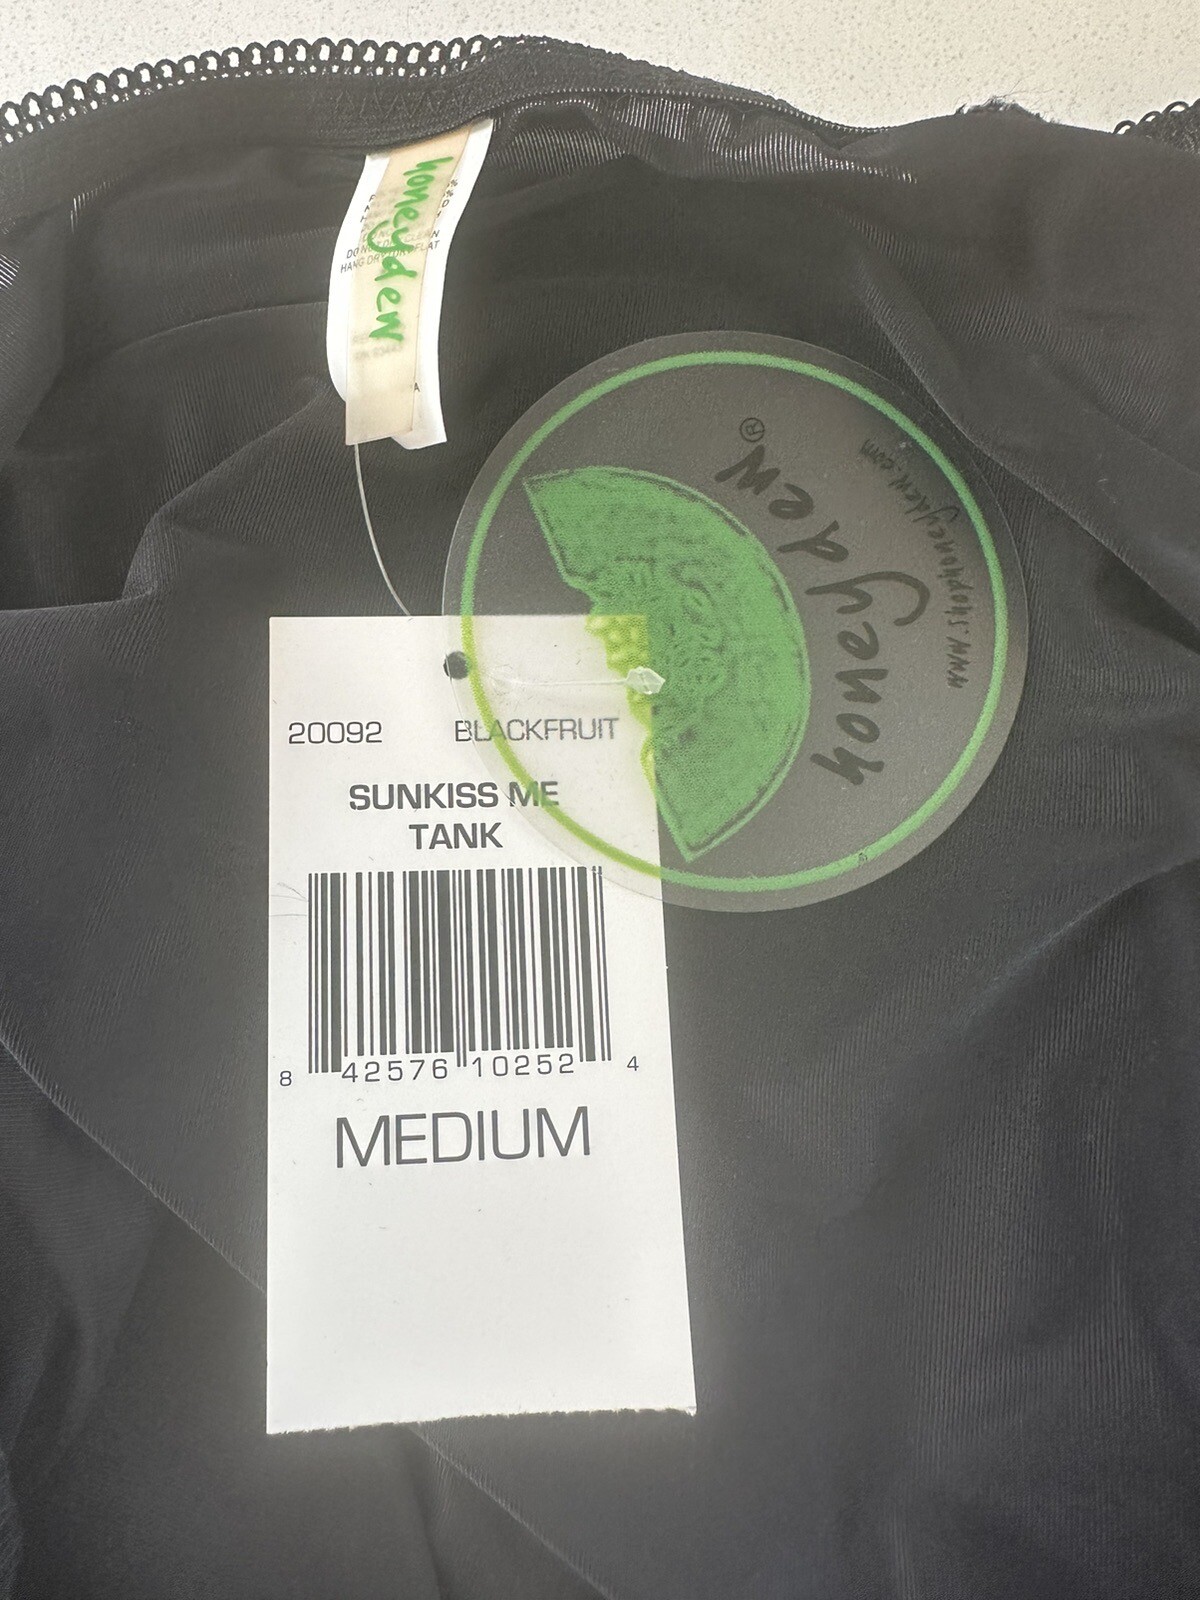 honeydew
DO NOT DRY CLEAN
HANG DRY / DRY FLAT
honeydew®
www.shophoneydew.com
20092 BLACKFRUIT
SUNKISS ME
TANK
8 42576 10252 4
MEDIUM